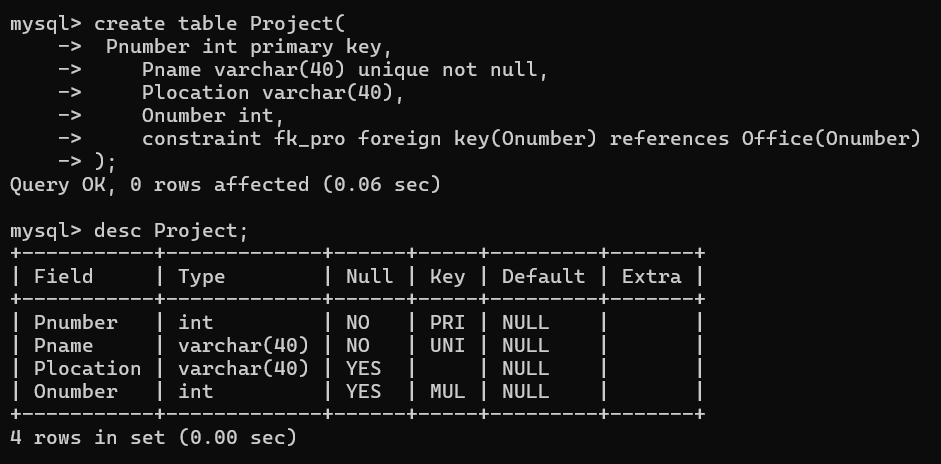 mysql> create table Project(
    ->  Pnumber int primary key,
    ->     Pname varchar(40) unique not null,
    ->     Plocation varchar(40),
    ->     Onumber int,
    ->     constraint fk_pro foreign key(Onumber) references Office(Onumber)
    -> );
Query OK, 0 rows affected (0.06 sec)

mysql> desc Project;
+-----------+-------------+------+-----+---------+-------+
| Field     | Type        | Null | Key | Default | Extra |
+-----------+-------------+------+-----+---------+-------+
| Pnumber   | int         | NO   | PRI | NULL    |       |
| Pname     | varchar(40) | NO   | UNI | NULL    |       |
| Plocation | varchar(40) | YES  |     | NULL    |       |
| Onumber   | int         | YES  | MUL | NULL    |       |
+-----------+-------------+------+-----+---------+-------+
4 rows in set (0.00 sec)